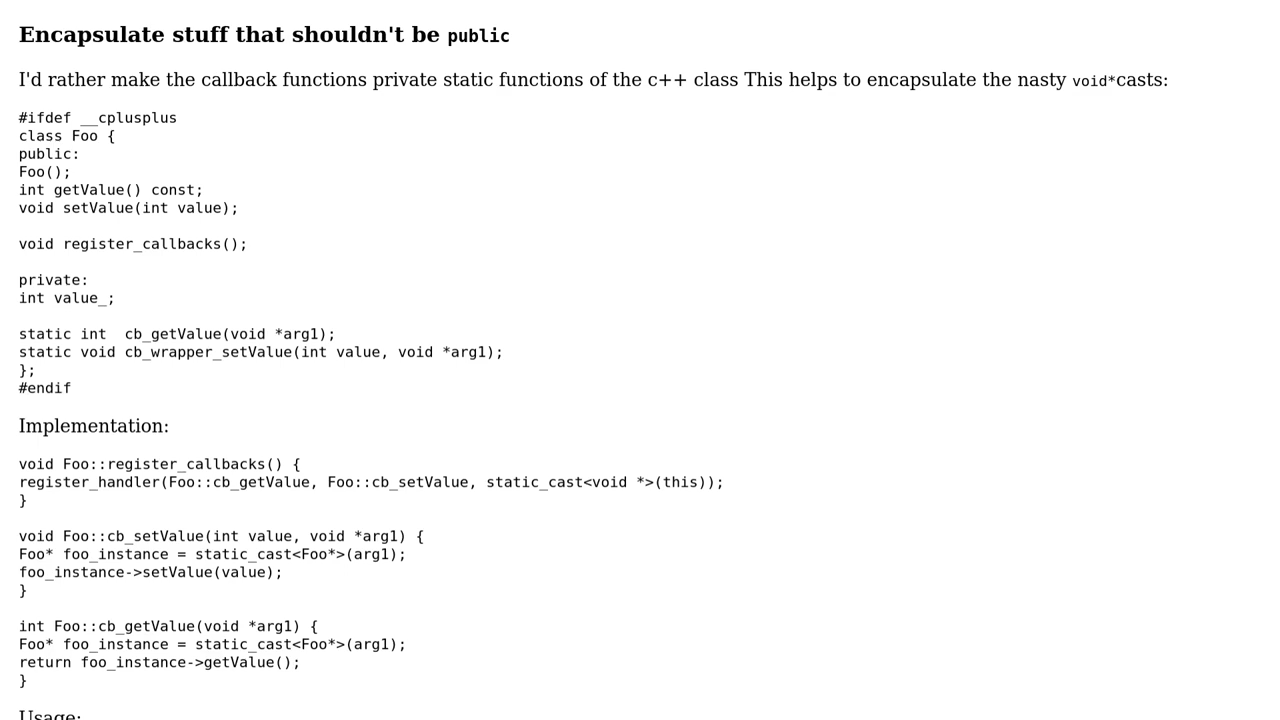 Encapsulate stuff that shouldn't be public
I'd rather make the callback functions private static functions of the c++ class This helps to encapsulate the nasty void*casts:
#ifdef __cplusplus
class Foo {
public:
Foo();
int getValue() const;
void setValue(int value);
void register_callbacks();
private:
int value_;
static int  cb_getValue(void *arg1);
static void cb_wrapper_setValue(int value, void *arg1);
};
#endif
Implementation:
void Foo::register_callbacks() {
register_handler(Foo::cb_getValue, Foo::cb_setValue, static_cast<void *>(this));
}
void Foo::cb_setValue(int value, void *arg1) {
Foo* foo_instance = static_cast<Foo*>(arg1);
foo_instance->setValue(value);
}
int Foo::cb_getValue(void *arg1) {
Foo* foo_instance = static_cast<Foo*>(arg1);
return foo_instance->getValue();
}
Usage: